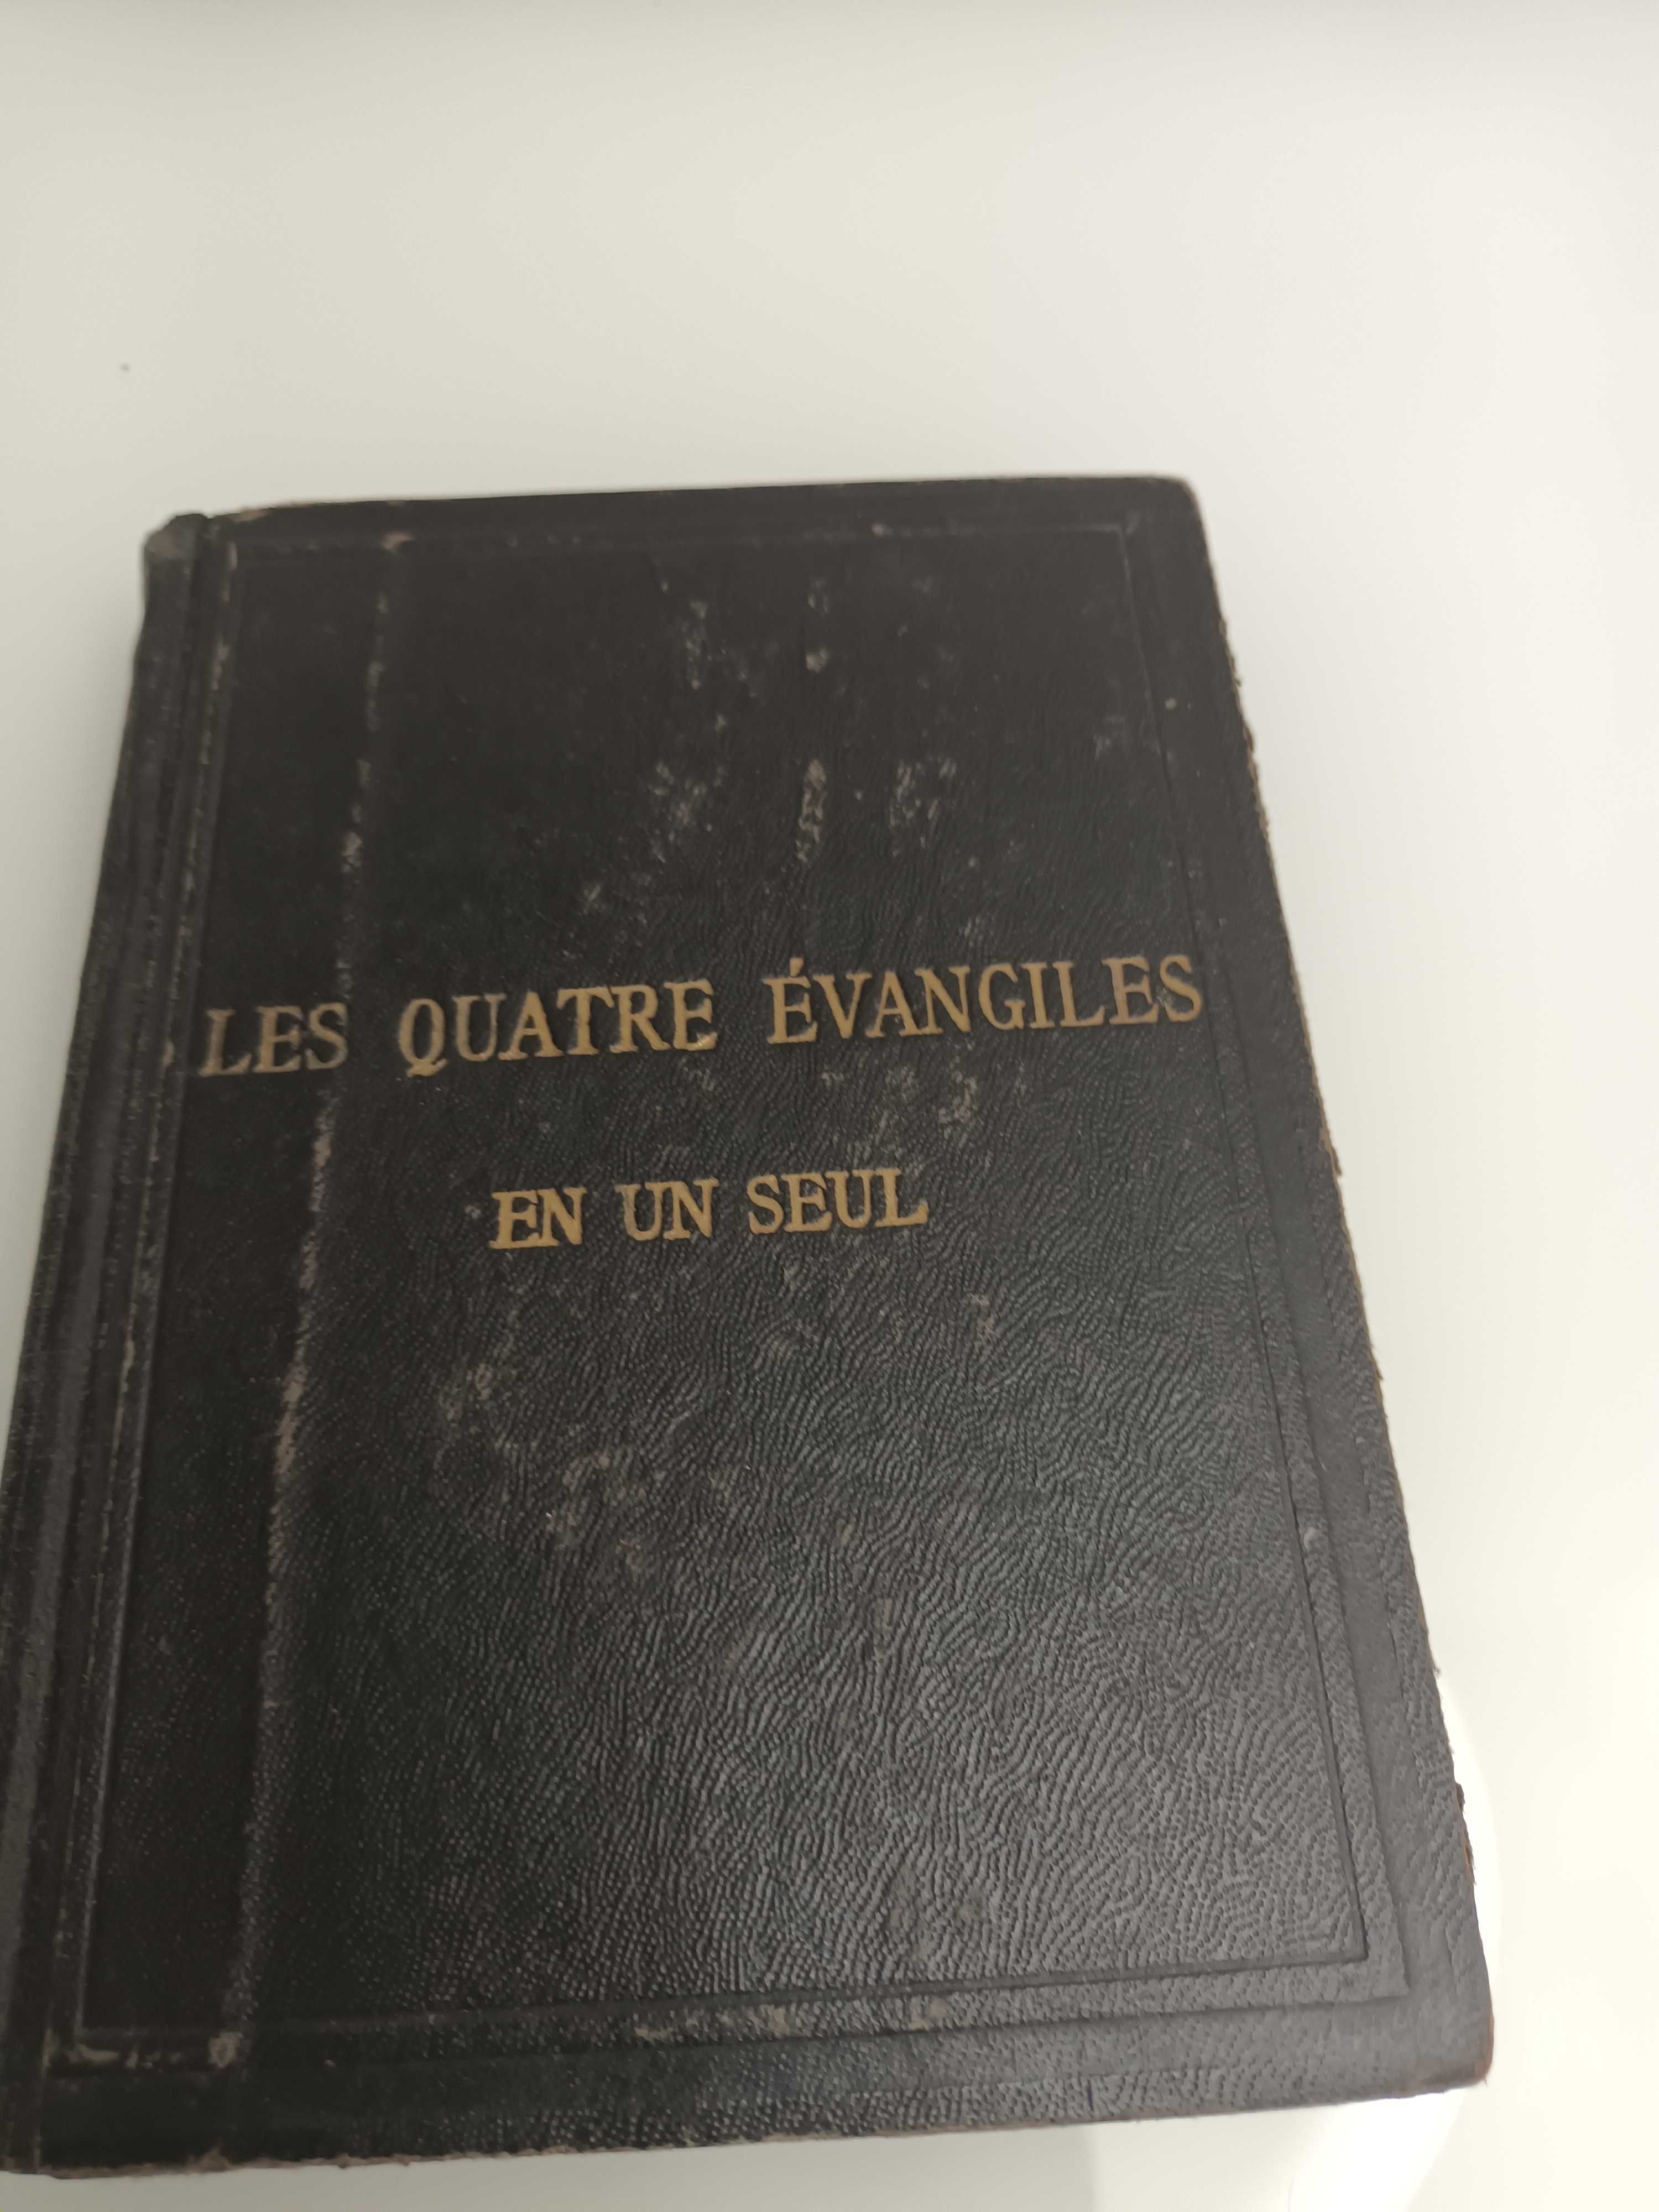 LES QUATRE ÉVANGILES
EN UN SEUL